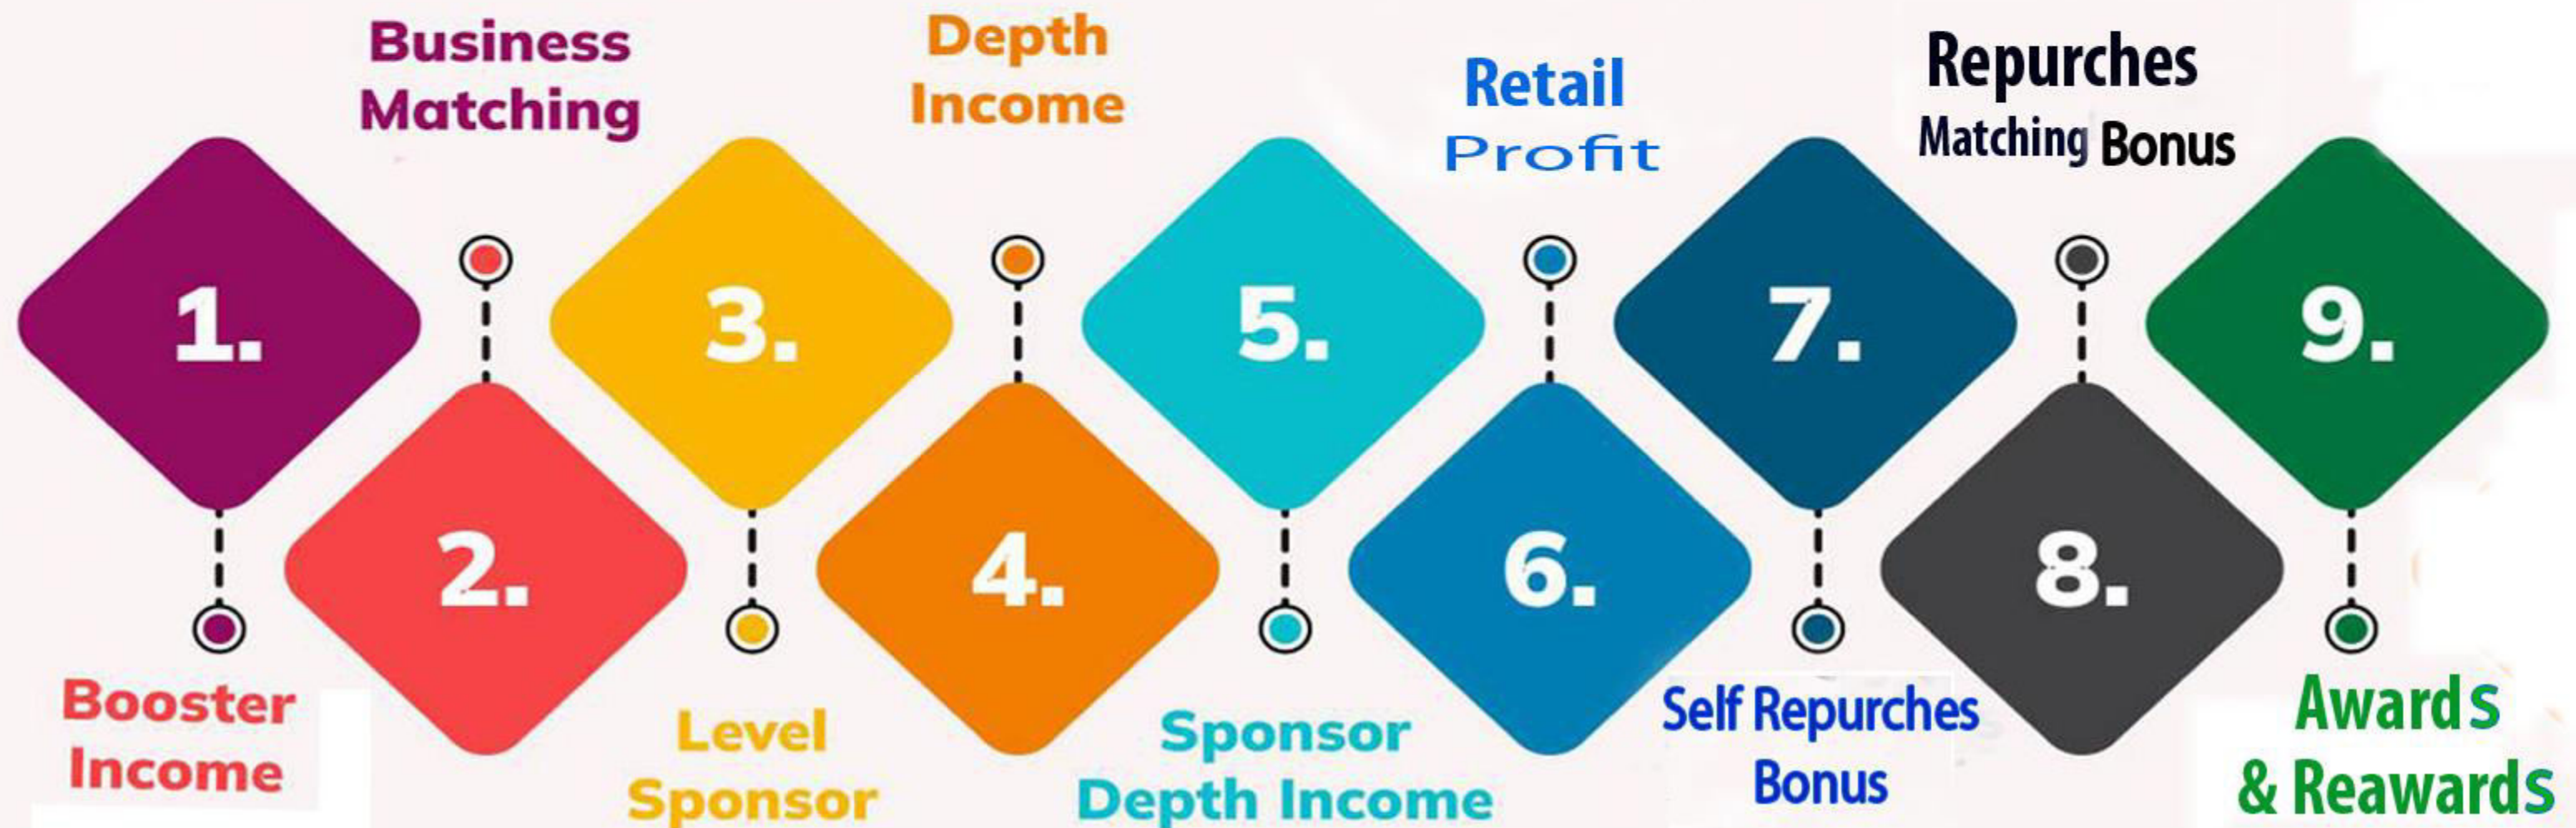 1.
Booster
Income
Business
Matching
2.
3.
Level
Sponsor
Depth
Income
4.
5.
Sponsor
Depth Income
Retail
Profit
6.
7.
Self Repurches
Bonus
Repurches
Matching Bonus
8.
9.
Awards
& Reawards